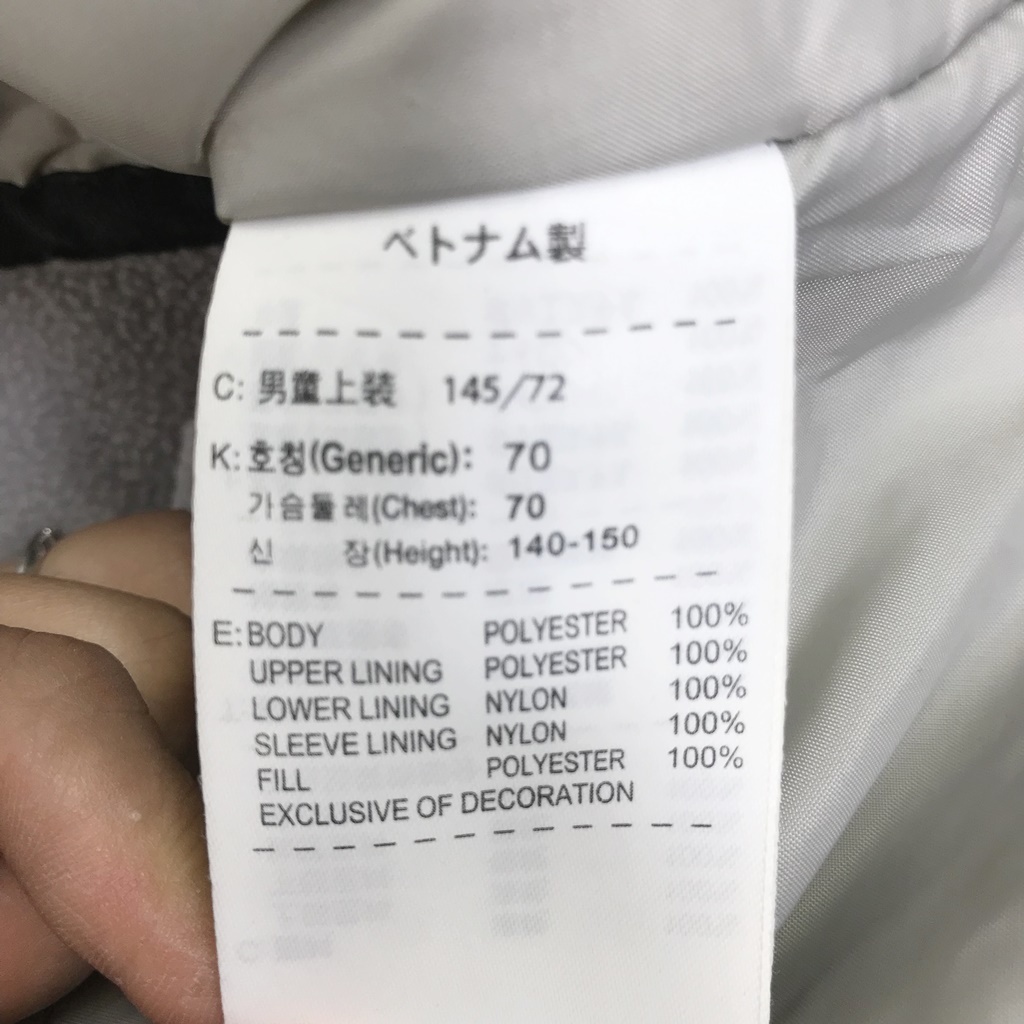 ベトナム製
C: 男童上装 145/72
K: 호칭(Generic): 70
가슴둘레(Chest): 70
신 장(Height): 140-150
E: BODY POLYESTER 100%
UPPER LINING POLYESTER 100%
LOWER LINING NYLON 100%
SLEEVE LINING NYLON 100%
FILL POLYESTER 100%
EXCLUSIVE OF DECORATION